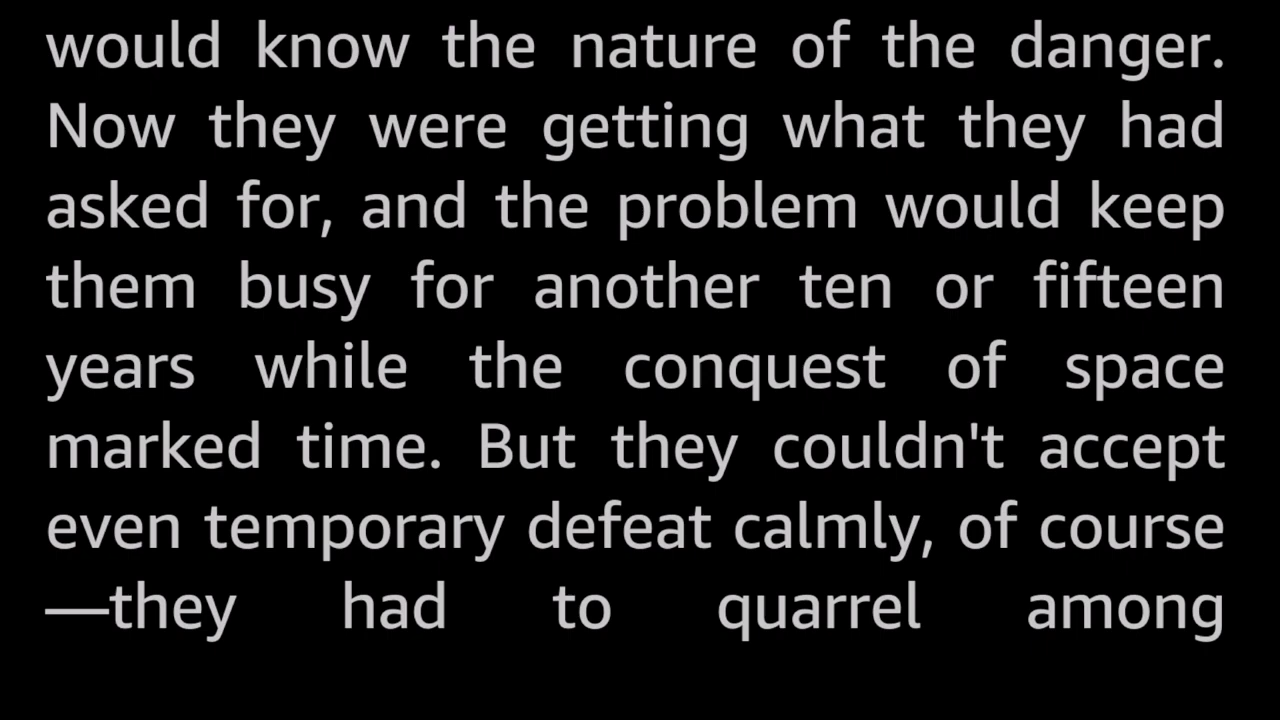 would know the nature of the danger.
Now they were getting what they had
asked for, and the problem would keep
them busy for another ten or fifteen
years while the conquest of space
marked time. But they couldn't accept
even temporary defeat calmly, of course
—they had to quarrel among